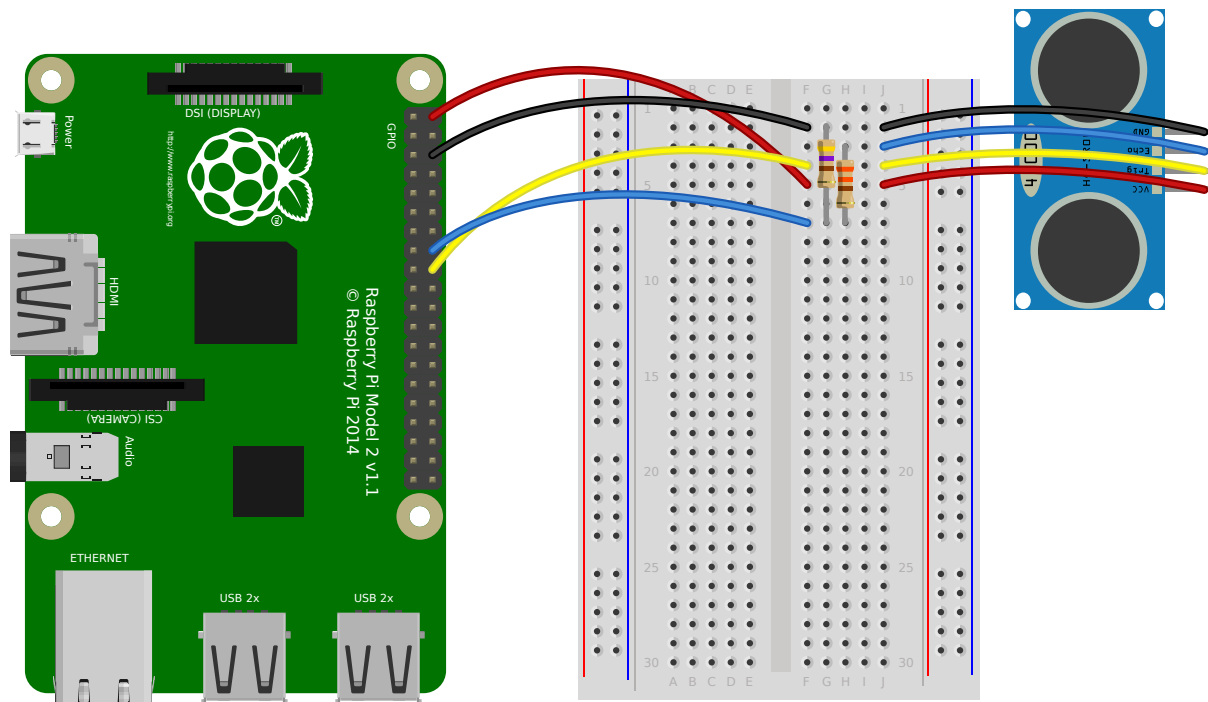 DSI (DISPLAY)
Power
GPIO
http://www.raspberrypi.org
TM
HDMI
Raspberry Pi Model 2 v1.1
© Raspberry Pi 2014
CSI (CAMERA)
Audio
ETHERNET
USB 2x
USB 2x
B C D E F G H I J
1 1
5
10 10
15 15
20 20
25 25
30 30
A B C D E F G H I J
GND
Echo
Trig
VCC